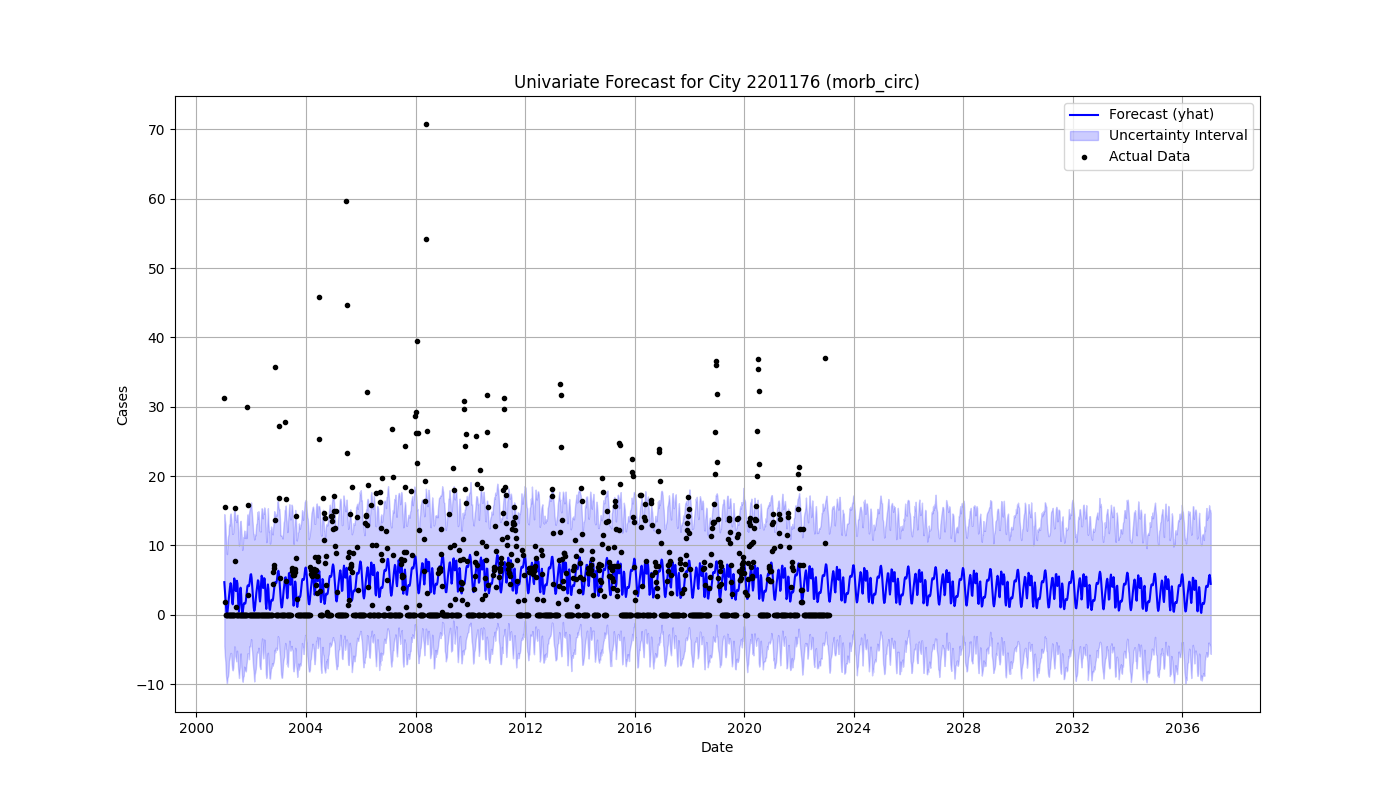 Univariate Forecast for City 2201176 (morb_circ)
Forecast (yhat)
Uncertainty Interval
Actual Data
Cases
70
60
50
40
30
20
10
0
−10
2000 2004 2008 2012 2016 2020 2024 2028 2032 2036
Date